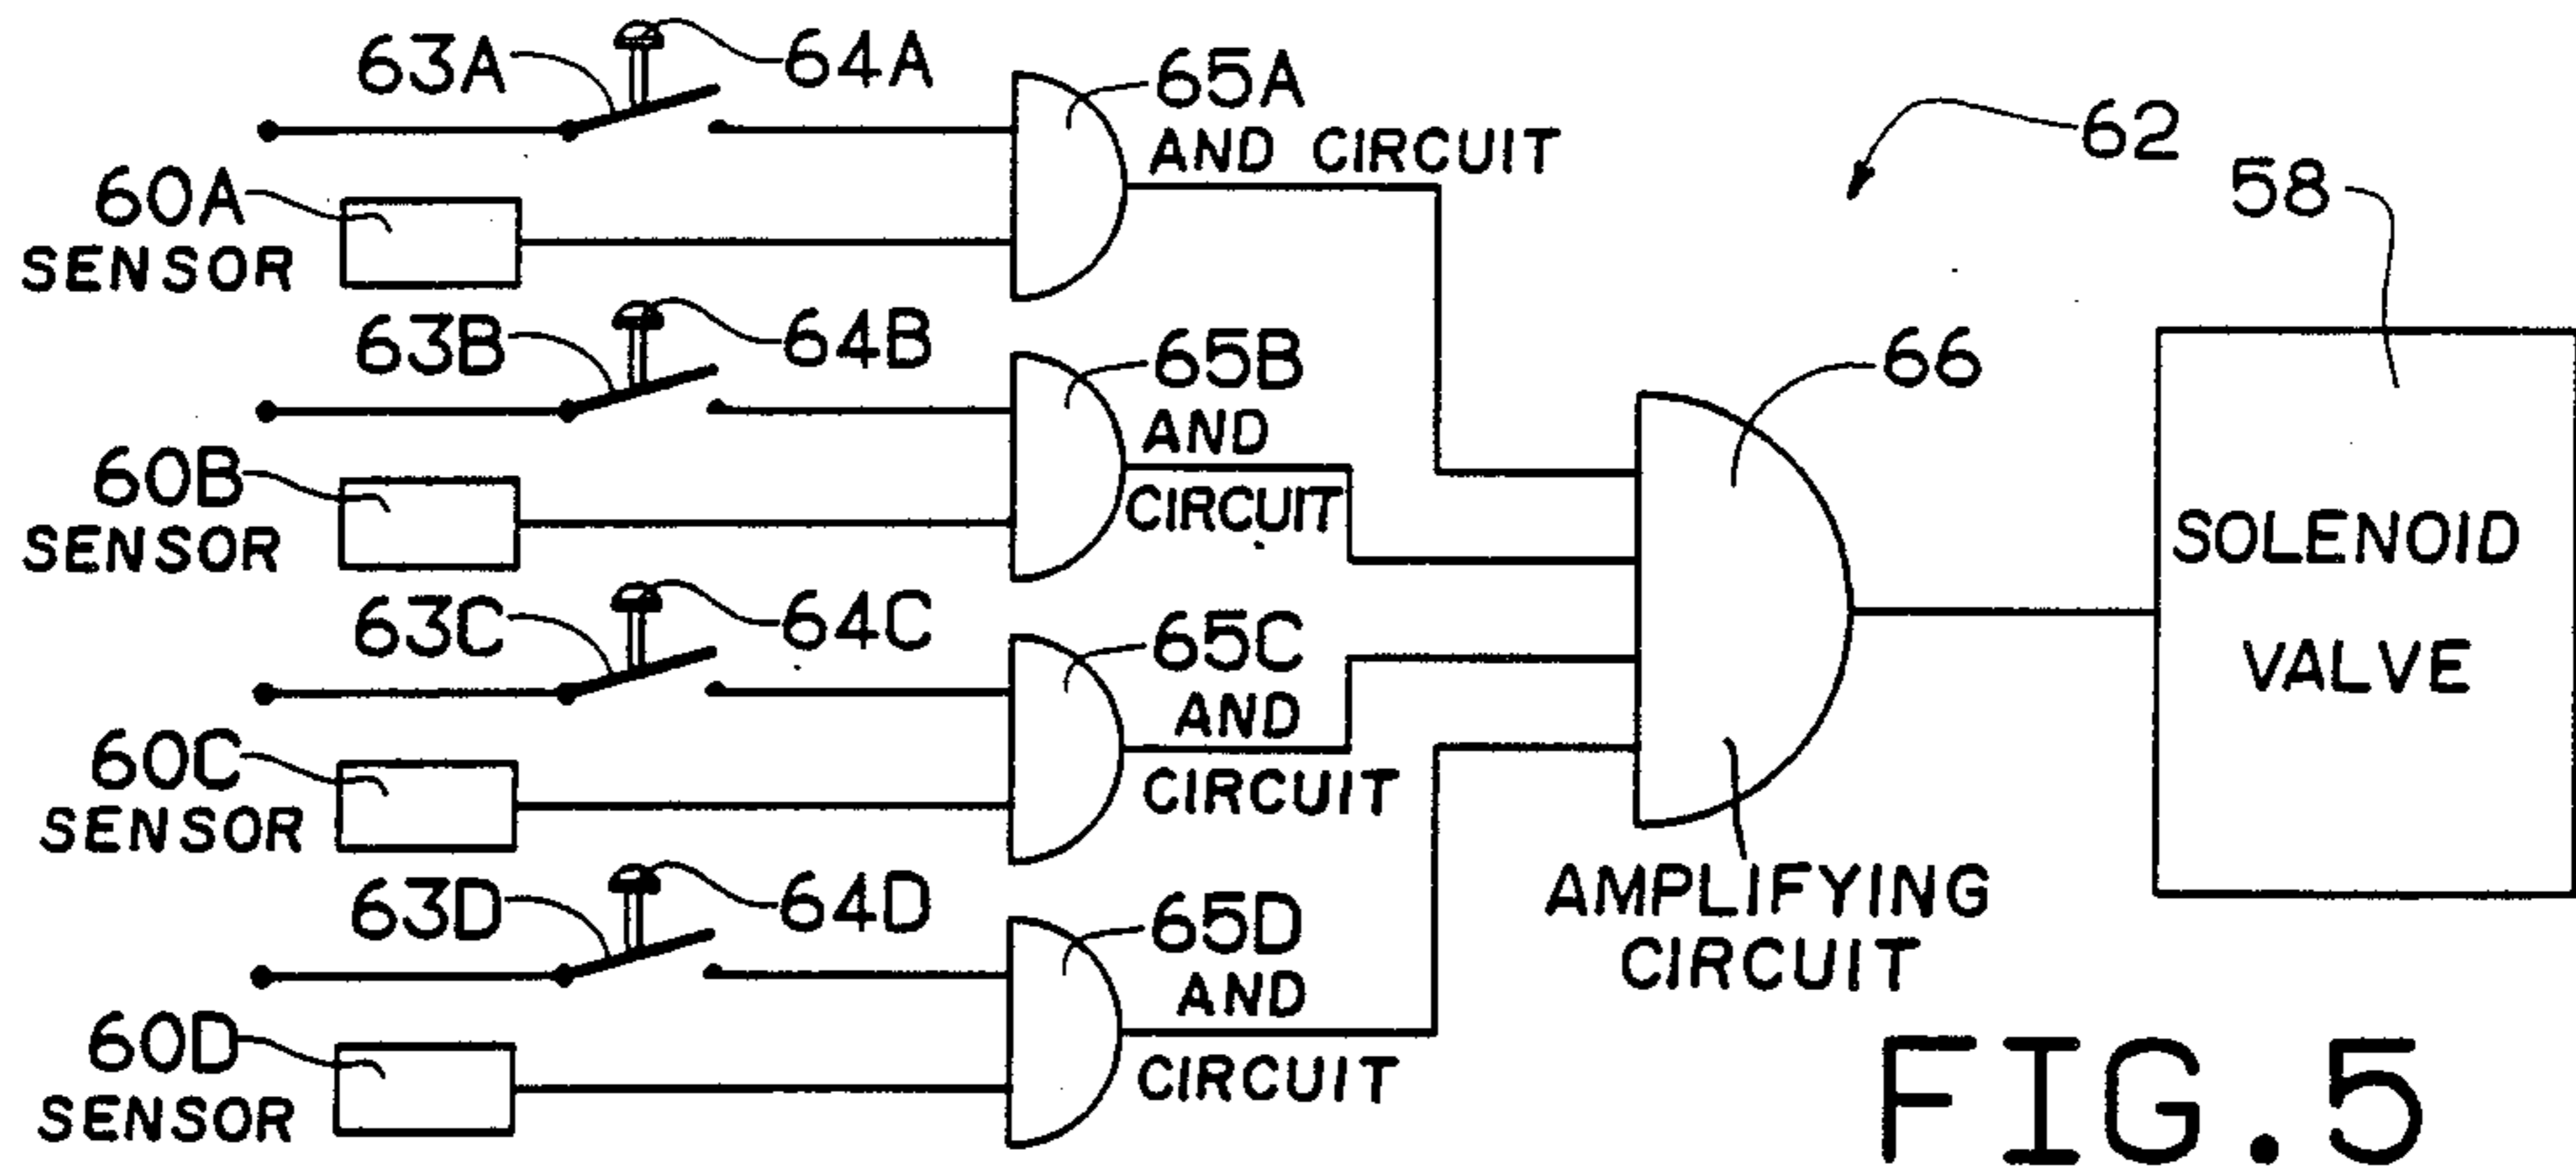 63A
64A
65A
AND CIRCUIT
60A
SENSOR
62
58
63B
64B
65B
AND
CIRCUIT
60B
SENSOR
66
SOLENOID
VALVE
63C
64C
65C
AND
CIRCUIT
60C
SENSOR
AMPLIFYING
CIRCUIT
63D
64D
65D
AND
CIRCUIT
60D
SENSOR
FIG.5